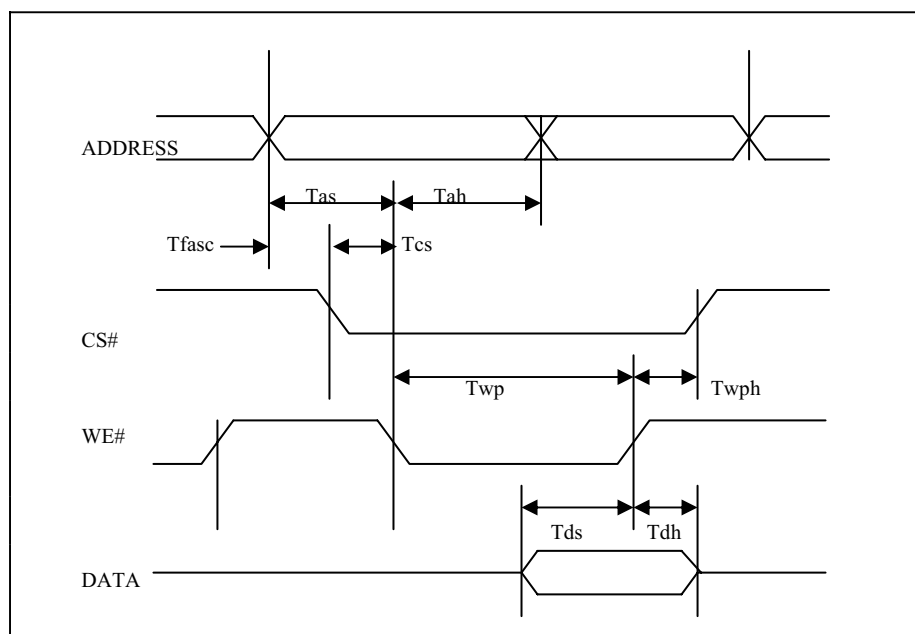 ADDRESS
Tas Tah
Tfasc Tcs
CS#
Twp Twph
WE#
Tds Tdh
DATA